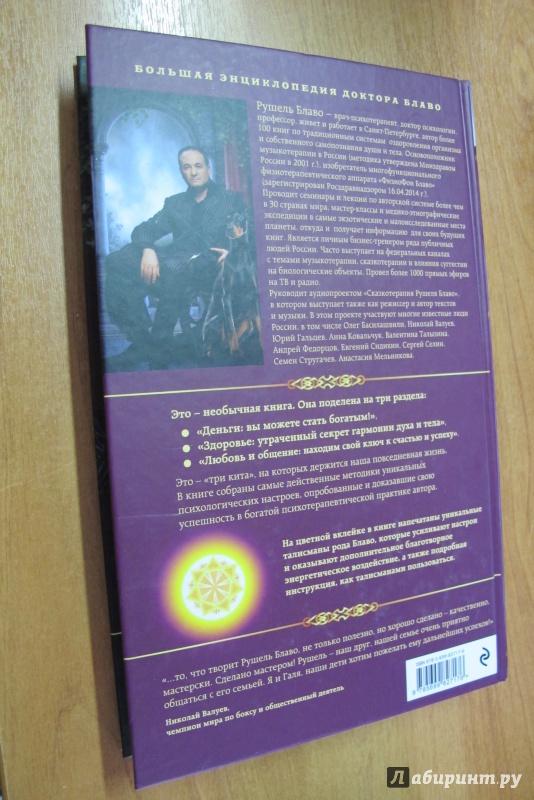 БОЛЬШАЯ ЭНЦИКЛОПЕДИЯ ДОКТОРА БЛАВО
Рушель Блаво – врач-психотерапевт, доктор психологии,
профессор, живет и работает в Санкт-Петербурге, автор более
100 книг по традиционным системам оздоровления организма
и собственного самопознания духа и тела. Основоположник
музыкотерапии в России (методика утверждена Минздравом
России в 2001 г.), изобретатель многофункционального
физиотерапевтического аппарата «ФизиоФон Блаво»
(зарегистрирован Росздравнадзором 16.04.2014 г.).
Проводит семинары и лекции по авторской системе более чем
в 30 странах мира, мастер-классы и медико-этнографические
экспедиции в самые экзотические и малоисследованные места
планеты, откуда и получает информацию для своих будущих
книг. Является личным бизнес-тренером ряда публичных
людей России. Часто выступает на федеральных каналах
с темами музыкотерапии, сказкотерапии и влияния суггестии
на биологические объекты. Провел более 1000 прямых эфиров
на ТВ и радио.
Руководит аудиопроектом «Сказкотерапия Рушеля Блаво»,
в котором выступает также как режиссер и автор текстов
и музыки. В этом проекте участвуют многие известные люди
России, в том числе Олег Басилашвили, Николай Валуев,
Юрий Гальцев, Анна Ковальчук, Валентина Талызина,
Андрей Федорцов, Евгений Сидихин, Сергей Селин,
Семен Стругачев, Анастасия Мельникова.
Это – необычная книга. Она поделена на три раздела:
● «Деньги: вы можете стать богатым!».
● «Здоровье: утраченный секрет гармонии духа и тела».
● «Любовь и общение: находим свой ключ к счастью и успеху».
Это – «три кита», на которых держится наша повседневная жизнь.
В книге собраны самые действенные методики уникальных
психологических настроев, опробованные и доказавшие свою
успешность в богатой психотерапевтической практике автора.
На цветной вклейке в книге напечатаны уникальные
талисманы рода Блаво, которые усиливают настрои
и оказывают дополнительное благотворное
энергетическое воздействие, а также подробная
инструкция, как талисманами пользоваться.
«...то, что творит Рушель Блаво, не только полезно, но хорошо сделано – качественно,
мастерски. Сделано мастером! Рушель – наш друг, нашей семье очень приятно
общаться с его семьей. Я и Галя, наши дети хотим пожелать ему дальнейших успехов!»
Николай Валуев,
чемпион мира по боксу и общественный деятель
Лабиринт.ру